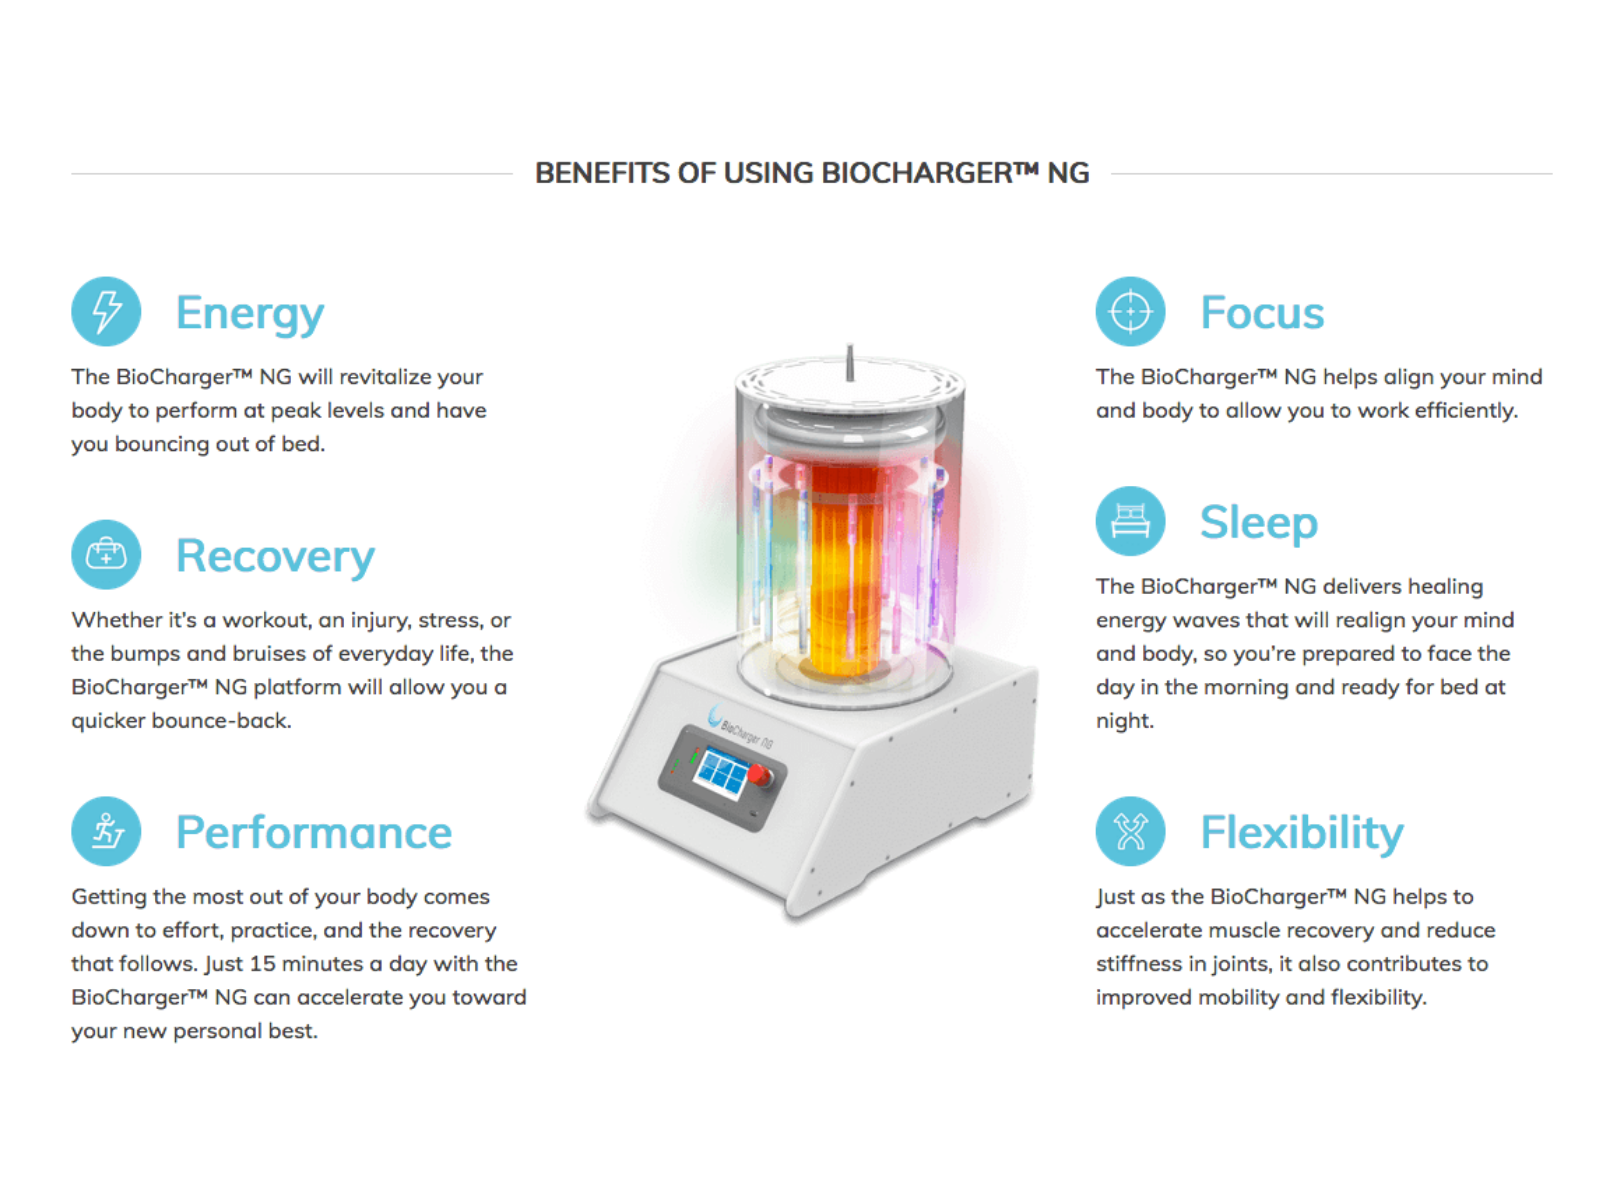 BENEFITS OF USING BIOCHARGER™ NG
Energy
The BioCharger™ NG will revitalize your
body to perform at peak levels and have
you bouncing out of bed.
Recovery
Whether it's a workout, an injury, stress, or
the bumps and bruises of everyday life, the
BioCharger™ NG platform will allow you a
quicker bounce-back.
Performance
Getting the most out of your body comes
down to effort, practice, and the recovery
that follows. Just 15 minutes a day with the
BioCharger™ NG can accelerate you toward
your new personal best.
BioCharger NG
Focus
The BioCharger™ NG helps align your mind
and body to allow you to work efficiently.
Sleep
The BioCharger™ NG delivers healing
energy waves that will realign your mind
and body, so you're prepared to face the
day in the morning and ready for bed at
night.
Flexibility
Just as the BioCharger™ NG helps to
accelerate muscle recovery and reduce
stiffness in joints, it also contributes to
improved mobility and flexibility.